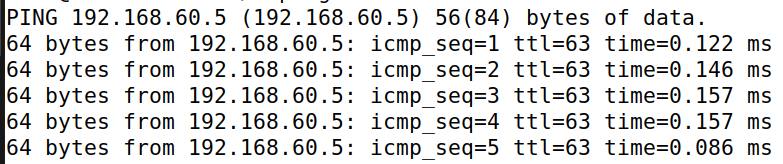 PING 192.168.60.5 (192.168.60.5) 56(84) bytes of data.
64 bytes from 192.168.60.5: icmp_seq=1 ttl=63 time=0.122 ms
64 bytes from 192.168.60.5: icmp_seq=2 ttl=63 time=0.146 ms
64 bytes from 192.168.60.5: icmp_seq=3 ttl=63 time=0.157 ms
64 bytes from 192.168.60.5: icmp_seq=4 ttl=63 time=0.157 ms
64 bytes from 192.168.60.5: icmp_seq=5 ttl=63 time=0.086 ms